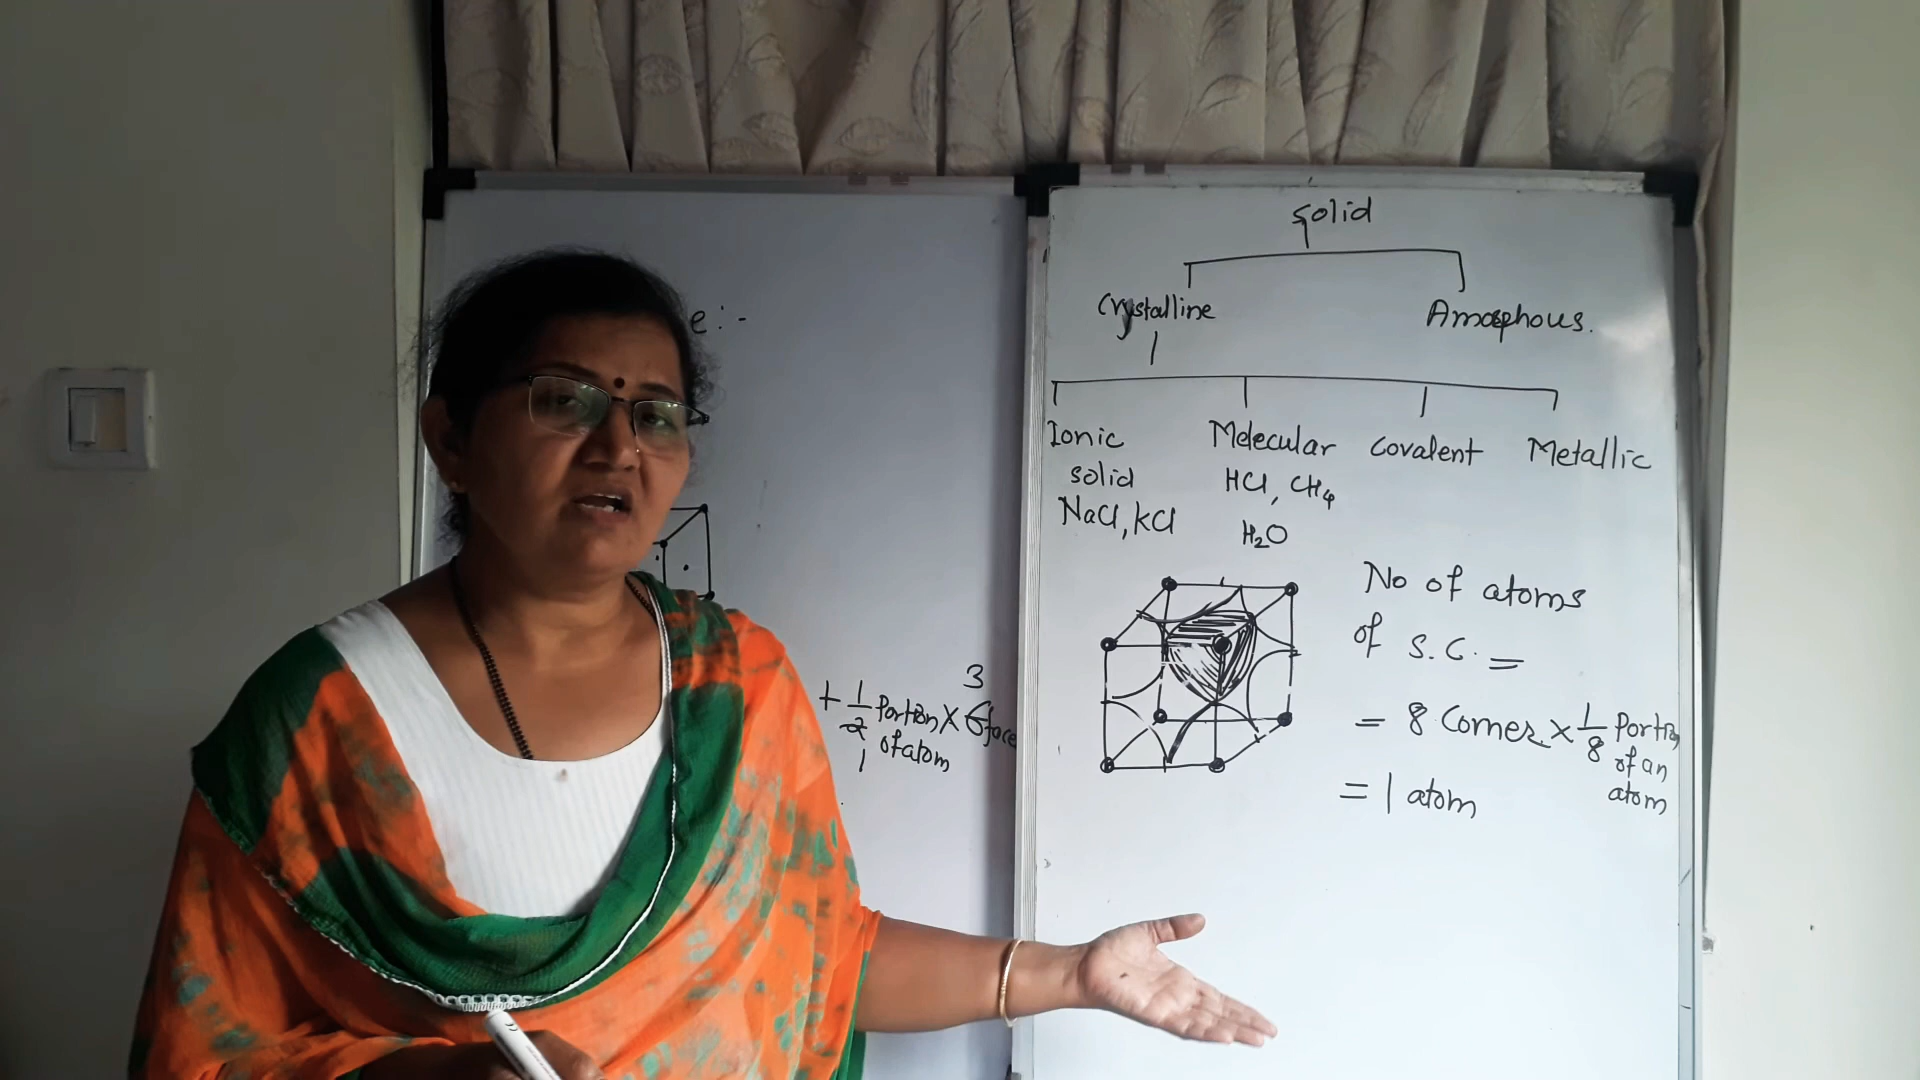 e:-
+ 1/2 portion × 6 face
of atom
3
1
solid
Crystalline
Amorphous.
Ionic
solid
NaCl, KCl
Molecular
HCl, CH4
H2O
Covalent
Metallic
No of atoms
of S.C. =
= 8 Corner × 1/8 Portion
of an
atom
= 1 atom